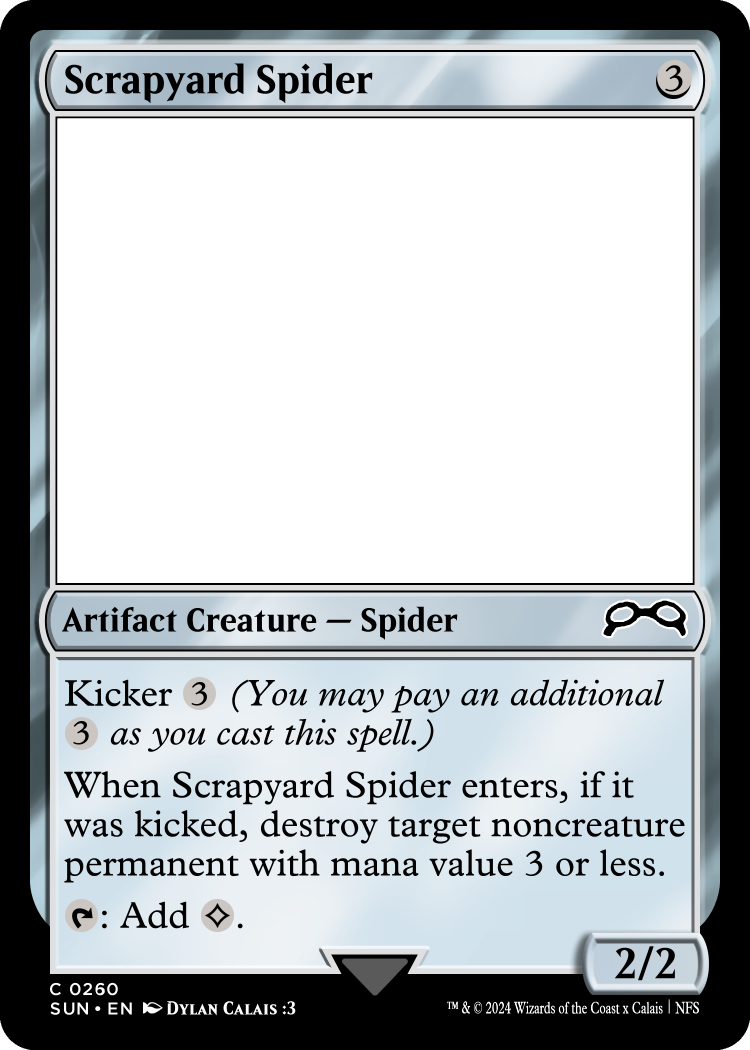 Scrapyard Spider 3
Artifact Creature — Spider
Kicker 3 (You may pay an additional
3 as you cast this spell.)
When Scrapyard Spider enters, if it
was kicked, destroy target noncreature
permanent with mana value 3 or less.
: Add .
2/2
C 0260
SUN • EN DYLAN CALAIS :3
™ & © 2024 Wizards of the Coast x Calais | NFS